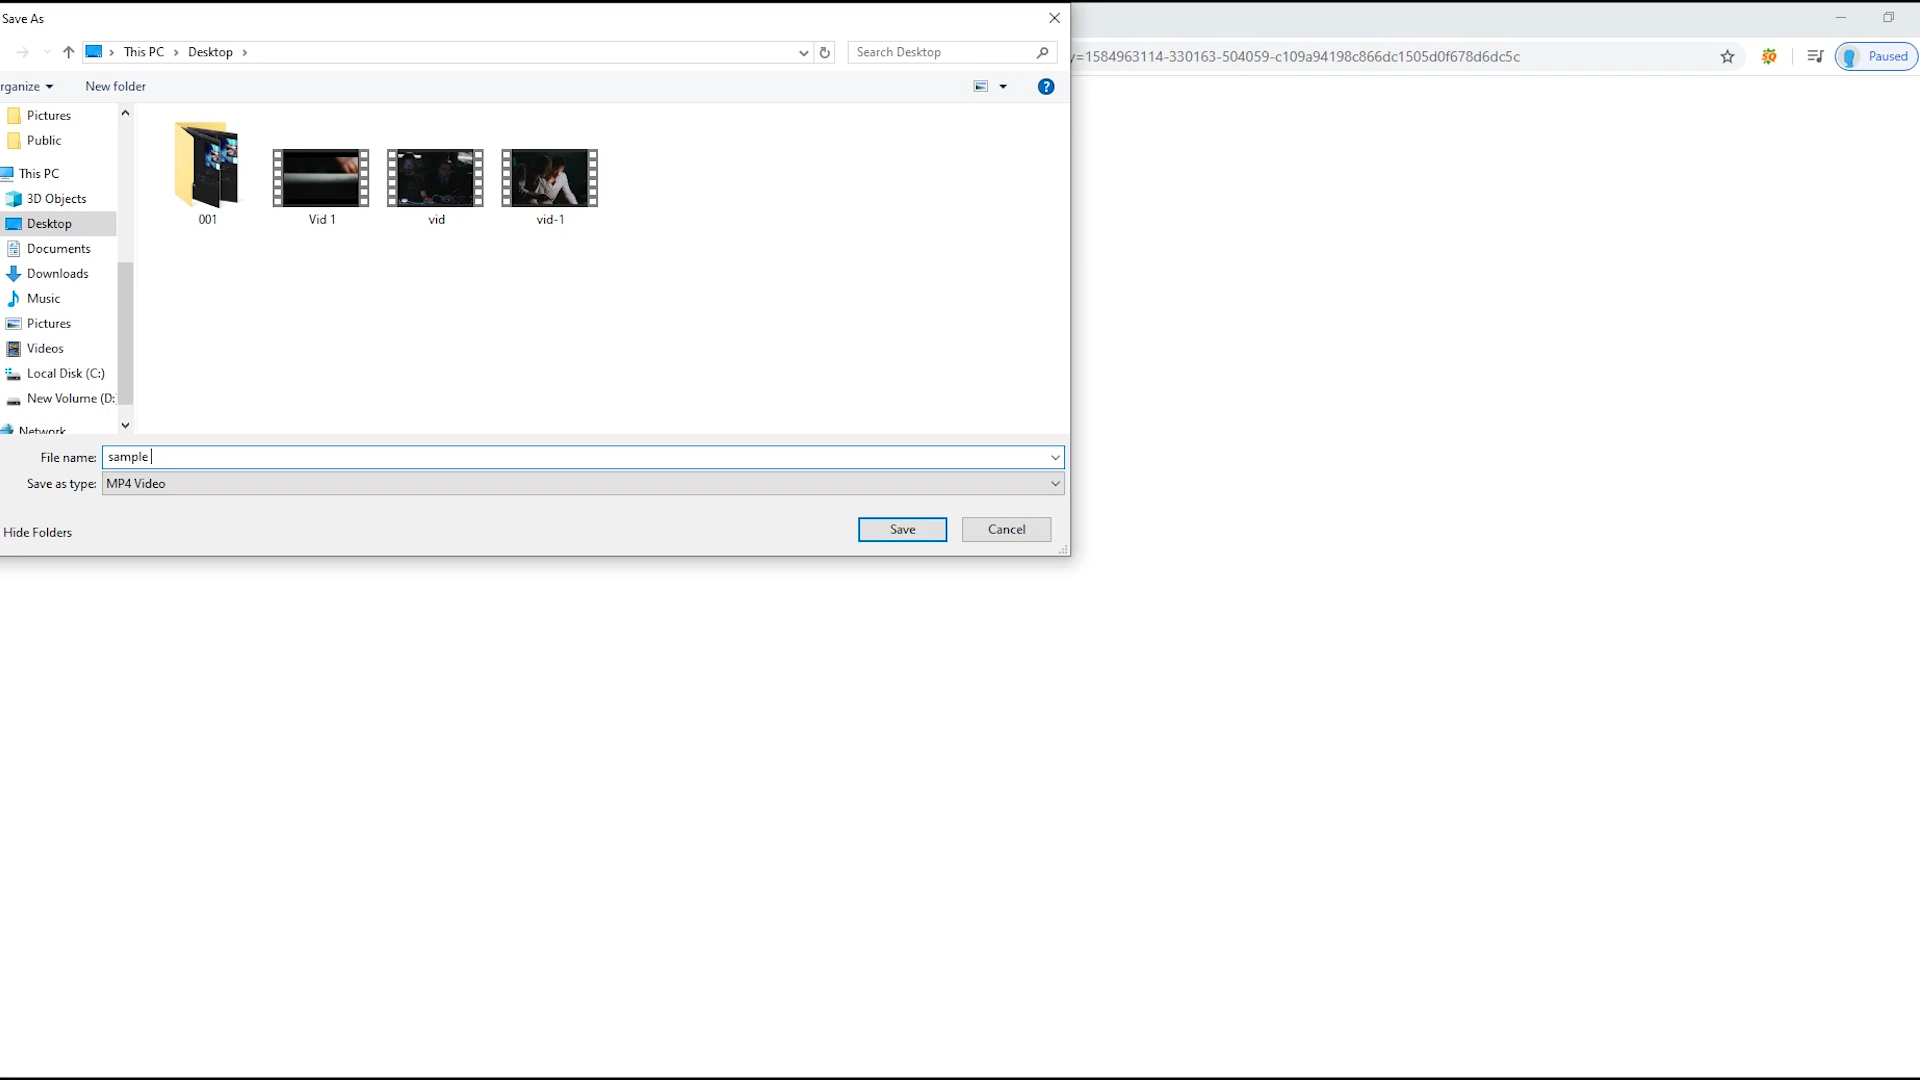 Save As
This PC
Desktop
Search Desktop
y=1584963114-330163-504059-c109a94198c866dc1505d0f678d6dc5c
Paused
rganize
New folder
Pictures
Public
This PC
3D Objects
Desktop
Documents
Downloads
Music
Pictures
Videos
Local Disk (C:)
New Volume (D:
Network
001
Vid 1
vid
vid-1
File name: sample
Save as type: MP4 Video
Hide Folders
Save
Cancel